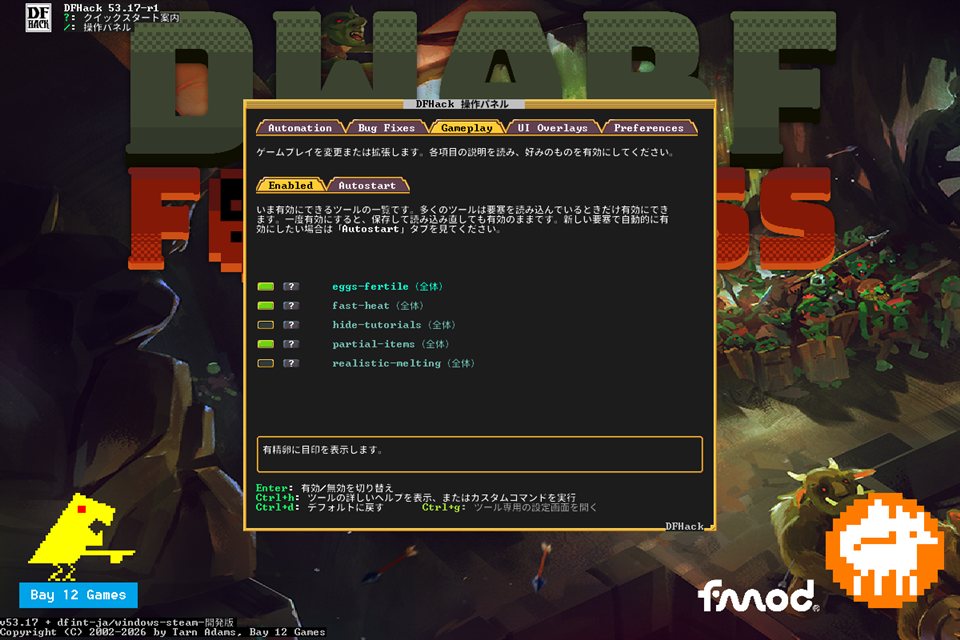 DF HACK
DFHack 53.17-r1
?: クイックスタート案内
/: 操作パネル
DWARF
FORTRESS
DFHack 操作パネル
Automation Bug Fixes Gameplay UI Overlays Preferences
ゲームプレイを変更または拡張します。各項目の説明を読み、好みのものを有効にしてください。
Enabled Autostart
いま有効にできるツールの一覧です。多くのツールは要塞を読み込んでいるときだけ有効にでき
ます。一度有効にすると、保存して読み込み直しても有効のままです。新しい要塞で自動的に有
効にしたい場合は「Autostart」タブを見てください。
? eggs-fertile (全体)
? fast-heat (全体)
? hide-tutorials (全体)
? partial-items (全体)
? realistic-melting (全体)
有精卵に目印を表示します。
Enter: 有効/無効を切り替え
Ctrl+h: ツールの詳しいヘルプを表示、またはカスタムコマンドを実行
Ctrl+d: デフォルトに戻す Ctrl+g: ツール専用の設定画面を開く
DFHack
Bay 12 Games
fmod®
v53.17 + dfint-ja/windows-steam-開発版
Copyright (C) 2002-2026 by Tarn Adams, Bay 12 Games